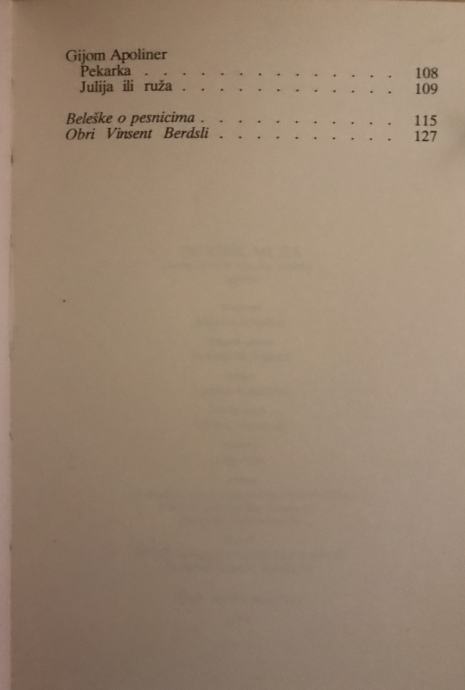 Gijom Apoliner
Pekarka . . . . . . . . . . . . . . 108
Julija ili ruža . . . . . . . . . . . . 109
Beleške o pesnicima . . . . . . . . . . . 115
Obri Vinsent Berdsli . . . . . . . . . . 127